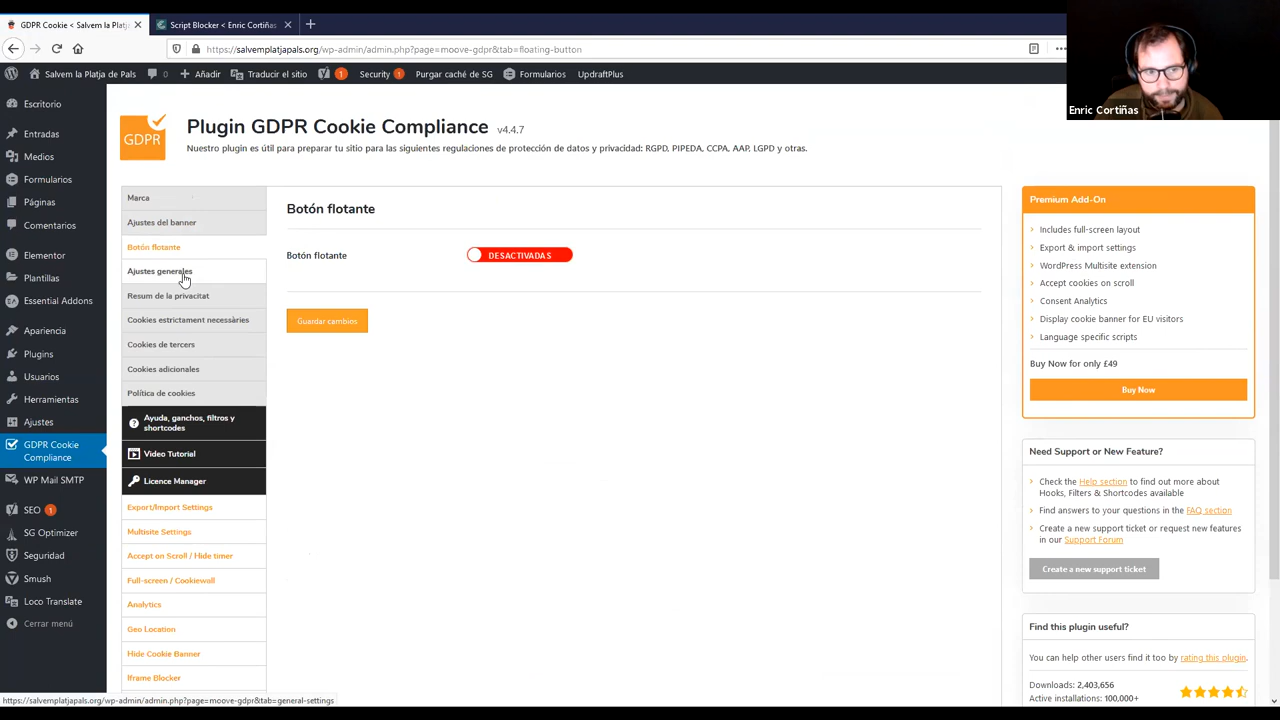 GDPR Cookie < Salvem la Platj
Script Blocker < Enric Cortiñas
https://salvemplatjapals.org/wp-admin/admin.php?page=moove-gdpr&tab=floating-button
Salvem la Platja de Pals
0
Añadir
Traducir el sitio
1
Security 1
Purgar caché de SG
Formularios
UpdraftPlus
Enric Cortiñas
Escritorio
Entradas
Medios
Formularios
Páginas
Comentarios
Elementor
Plantillas
Essential Addons
Apariencia
Plugins
Usuarios
Herramientas
Ajustes
GDPR Cookie
Compliance
WP Mail SMTP
SEO 1
SG Optimizer
Seguridad
Smush
Loco Translate
Cerrar menú
GDPR
Plugin GDPR Cookie Compliance v4.4.7
Nuestro plugin es útil para preparar tu sitio para las siguientes regulaciones de protección de datos y privacidad: RGPD, PIPEDA, CCPA, AAP, LGPD y otras.
Marca
Ajustes del banner
Botón flotante
Ajustes generales
Resum de la privacitat
Cookies estrictament necessàries
Cookies de tercers
Cookies adicionales
Política de cookies
Ayuda, ganchos, filtros y
shortcodes
Video Tutorial
Licence Manager
Export/Import Settings
Multisite Settings
Accept on Scroll / Hide timer
Full-screen / Cookiewall
Analytics
Geo Location
Hide Cookie Banner
Iframe Blocker
Botón flotante
Botón flotante
DESACTIVADAS
Guardar cambios
Premium Add-On
Includes full-screen layout
Export & import settings
WordPress Multisite extension
Accept cookies on scroll
Consent Analytics
Display cookie banner for EU visitors
Language specific scripts
Buy Now for only £49
Buy Now
Need Support or New Feature?
Check the Help section to find out more about
Hooks, Filters & Shortcodes available
Find answers to your questions in the FAQ section
Create a new support ticket or request new features
in our Support Forum
Create a new support ticket
Find this plugin useful?
You can help other users find it too by rating this plugin.
Downloads: 2,403,656
Active installations: 100,000+
https://salvemplatjapals.org/wp-admin/admin.php?page=moove-gdpr&tab=general-settings